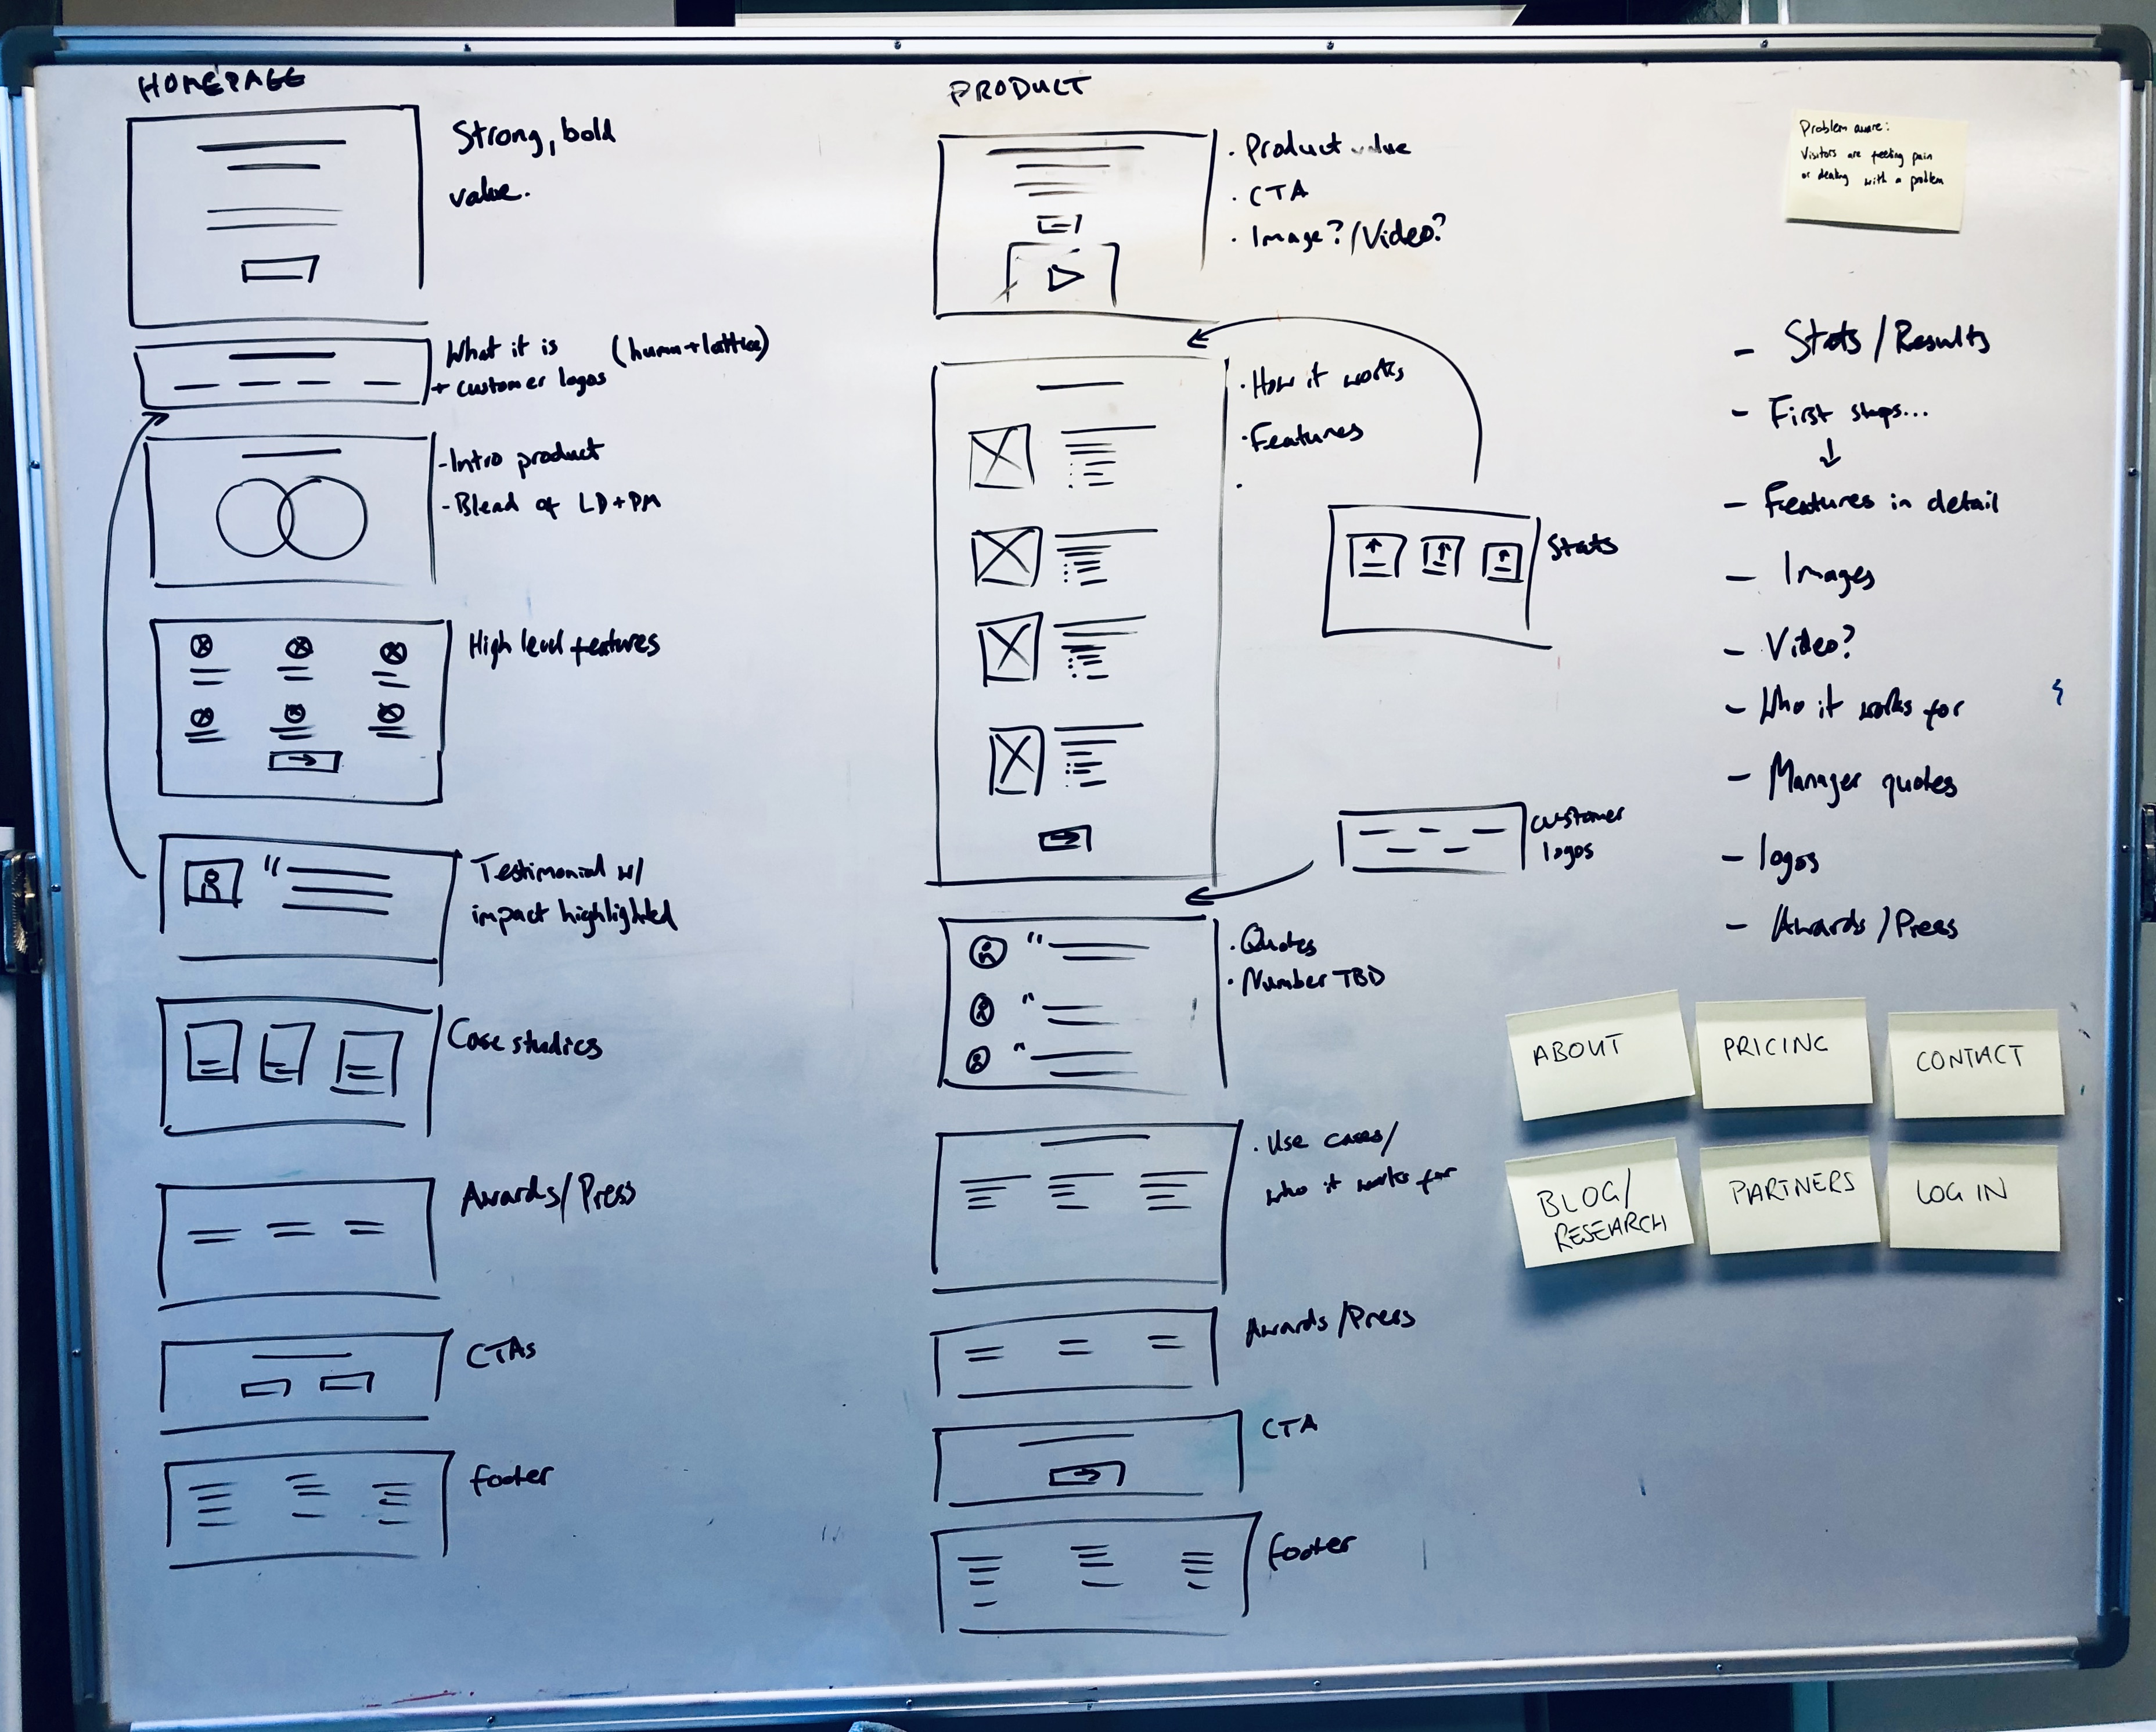 HOMEPAGE
Strong, bold
value.
What it is (humu + lattice)
+ customer logos
- Intro product
- Blend of LD + PM
High level features
"
Testimonial w/
impact highlighted
Case studies
Awards/Press
CTAs
footer
PRODUCT
· Product value
· CTA
· Image?/Video?
· How it works
· Features
·
Stats
customer
logos
"
"
"
· Quotes
· Number TBD
· Use cases/
who it works for
Awards/Press
CTA
footer
Problem aware:
Visitors are feeling pain
or dealing with a problem
- Stats/Results
- First steps...
- Features in detail
- Images
- Video?
- Who it works for
- Manager quotes
- logos
- Awards/Press
ABOUT
PRICING
CONTACT
BLOG/
RESEARCH
PARTNERS
LOG IN